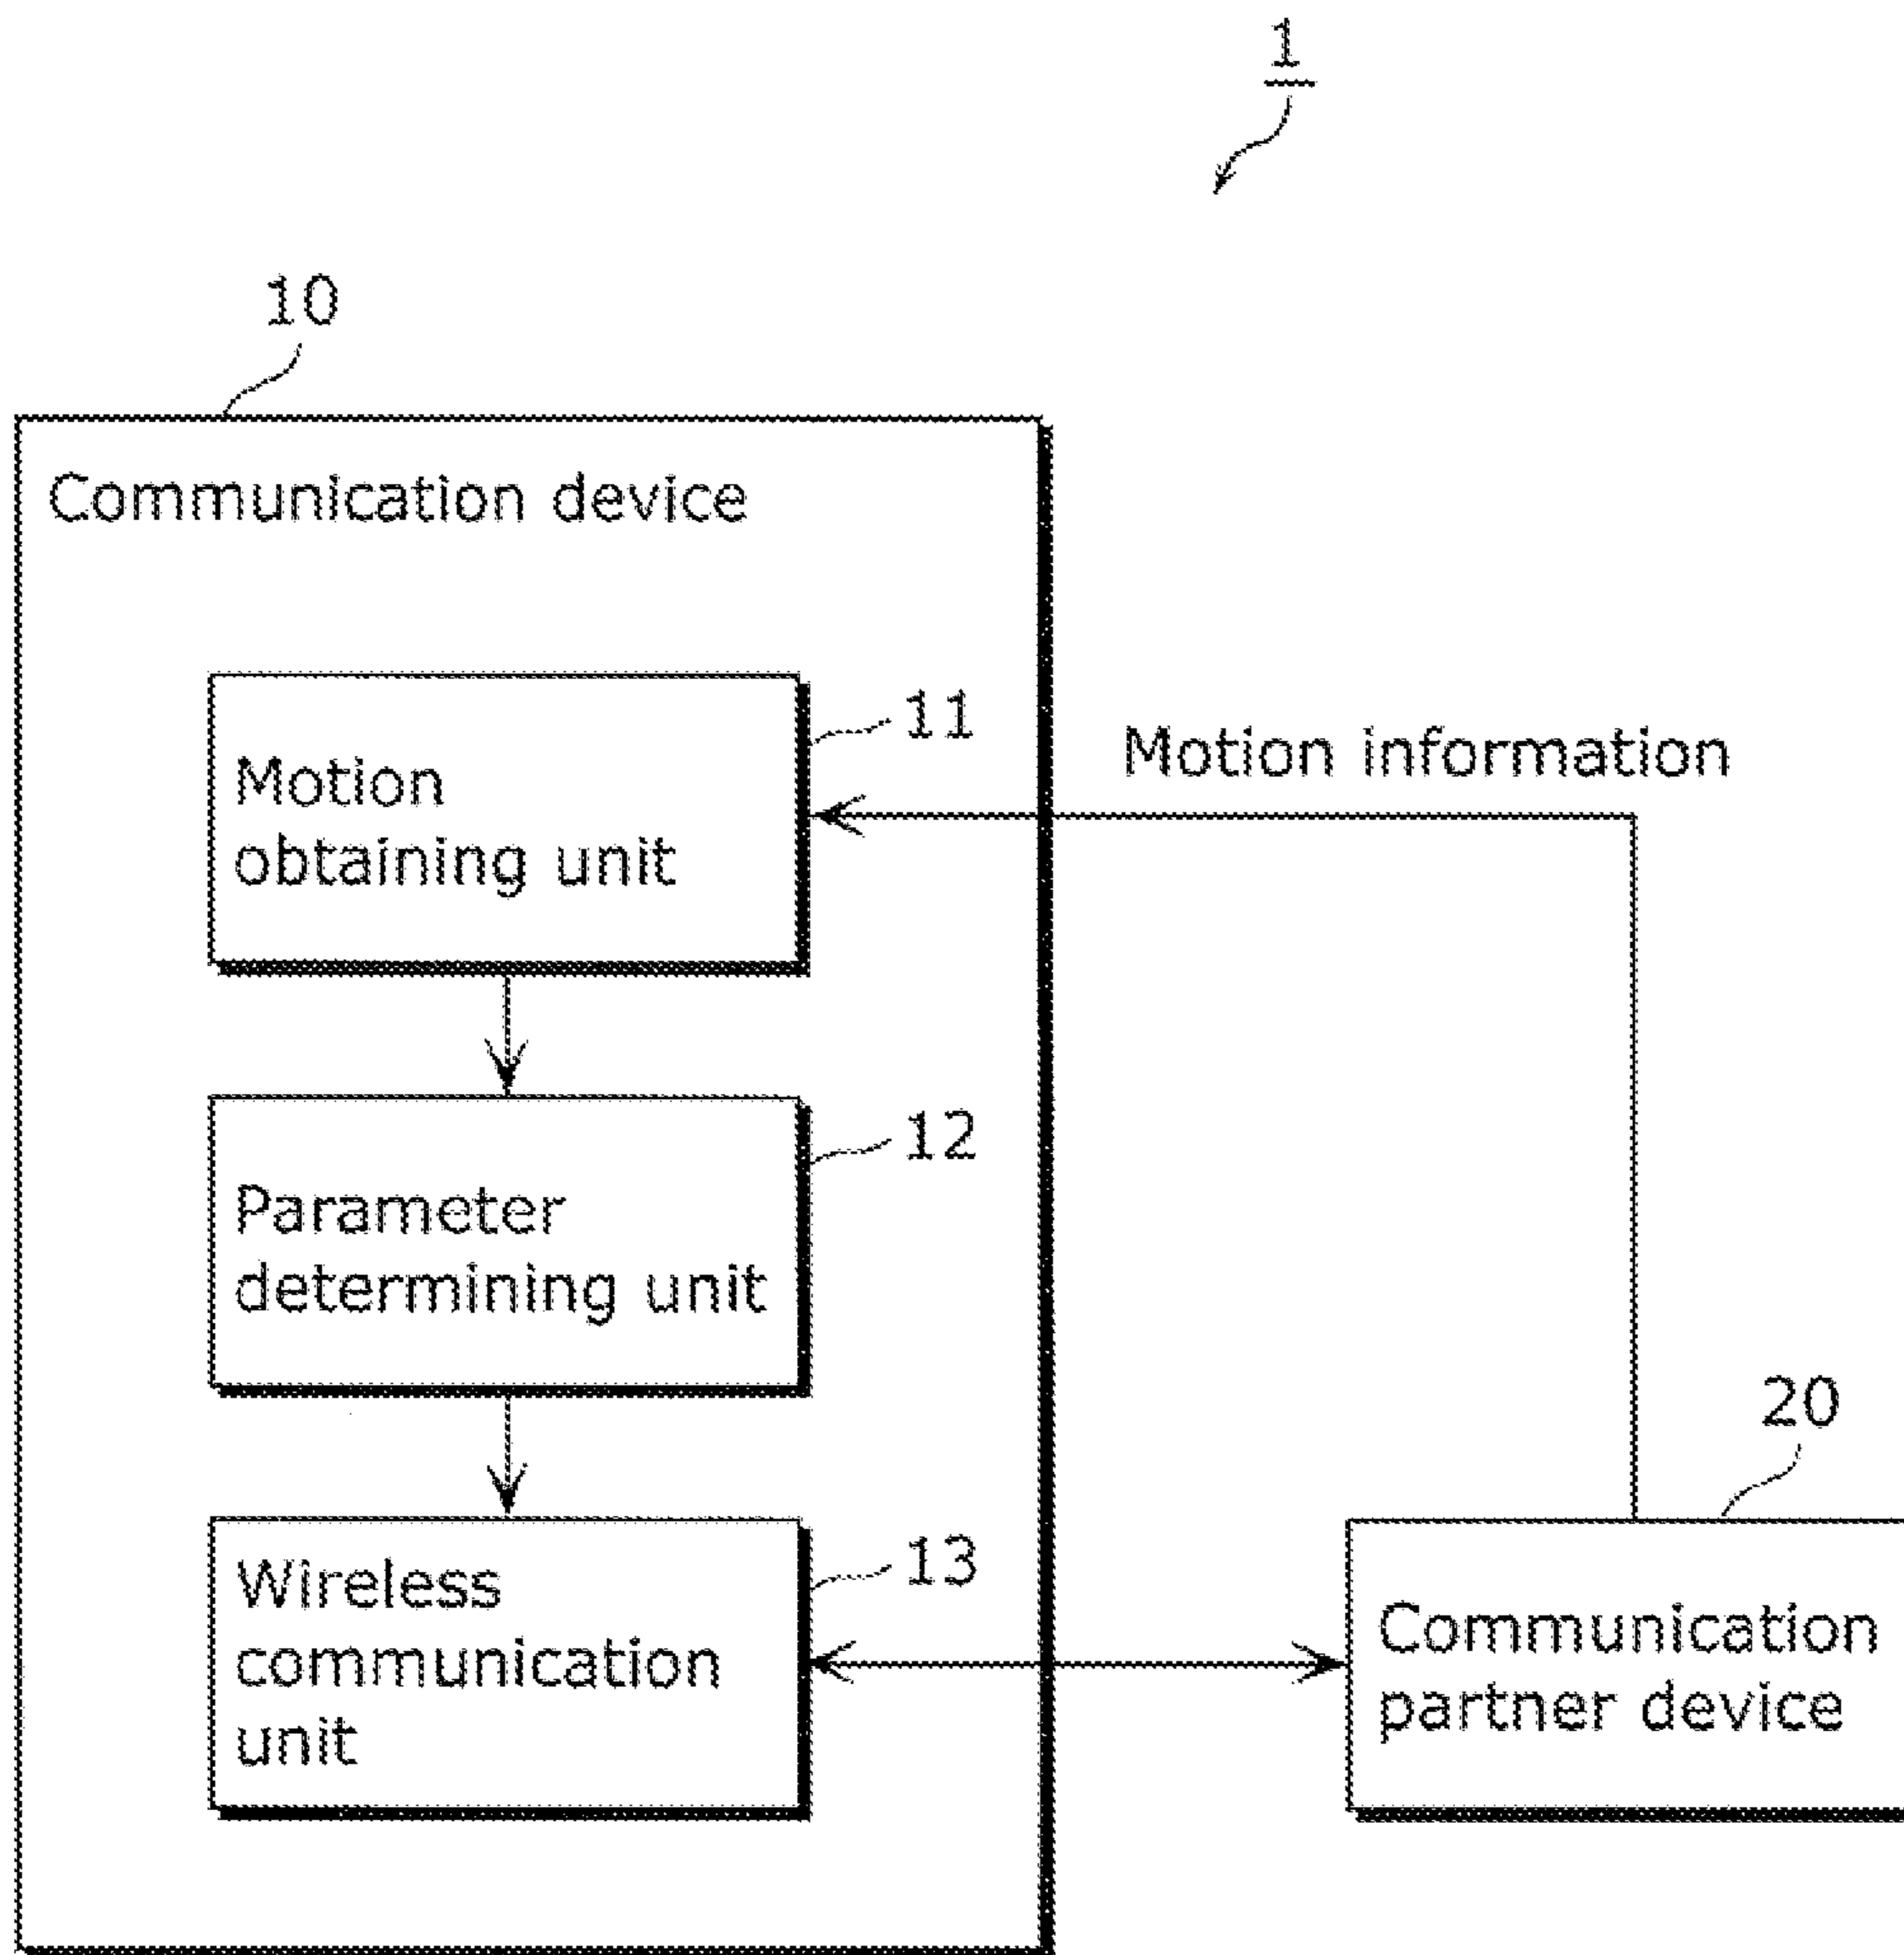 1
10
Communication device
11
Motion information
Motion
obtaining unit
12
Parameter
determining unit
20
13
Wireless
communication
unit
Communication
partner device